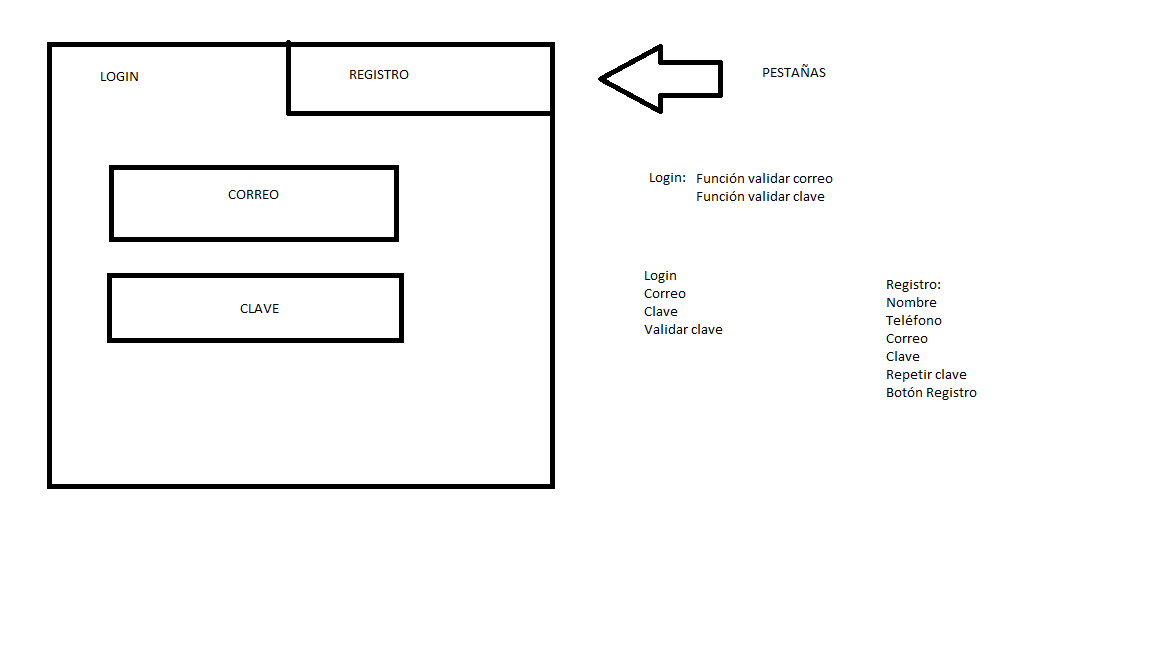 LOGIN
REGISTRO
PESTAÑAS
CORREO
CLAVE
Login: Función validar correo
Función validar clave
Login
Correo
Clave
Validar clave
Registro:
Nombre
Teléfono
Correo
Clave
Repetir clave
Botón Registro